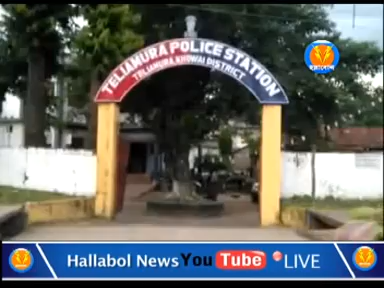 TELIAMURA POLICE STATION
TELIAMURA KHOWAI DISTRICT
Hallabol News YouTube LIVE